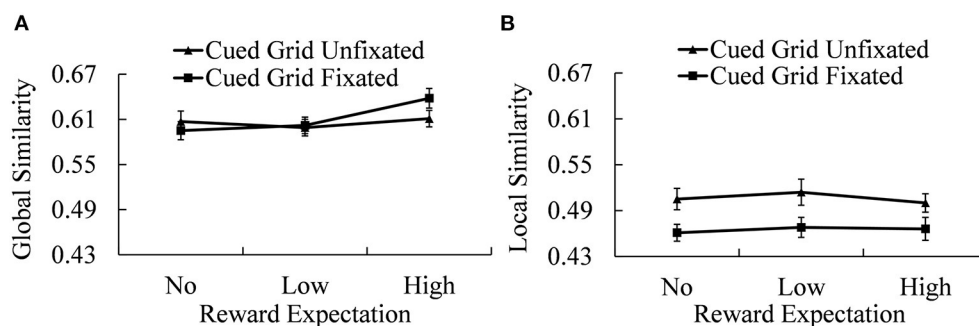 A
Cued Grid Unfixated
Cued Grid Fixated
Global Similarity
0.67
0.61
0.55
0.49
0.43
No Low High
Reward Expectation
B
Cued Grid Unfixated
Cued Grid Fixated
Local Similarity
0.67
0.61
0.55
0.49
0.43
No Low High
Reward Expectation